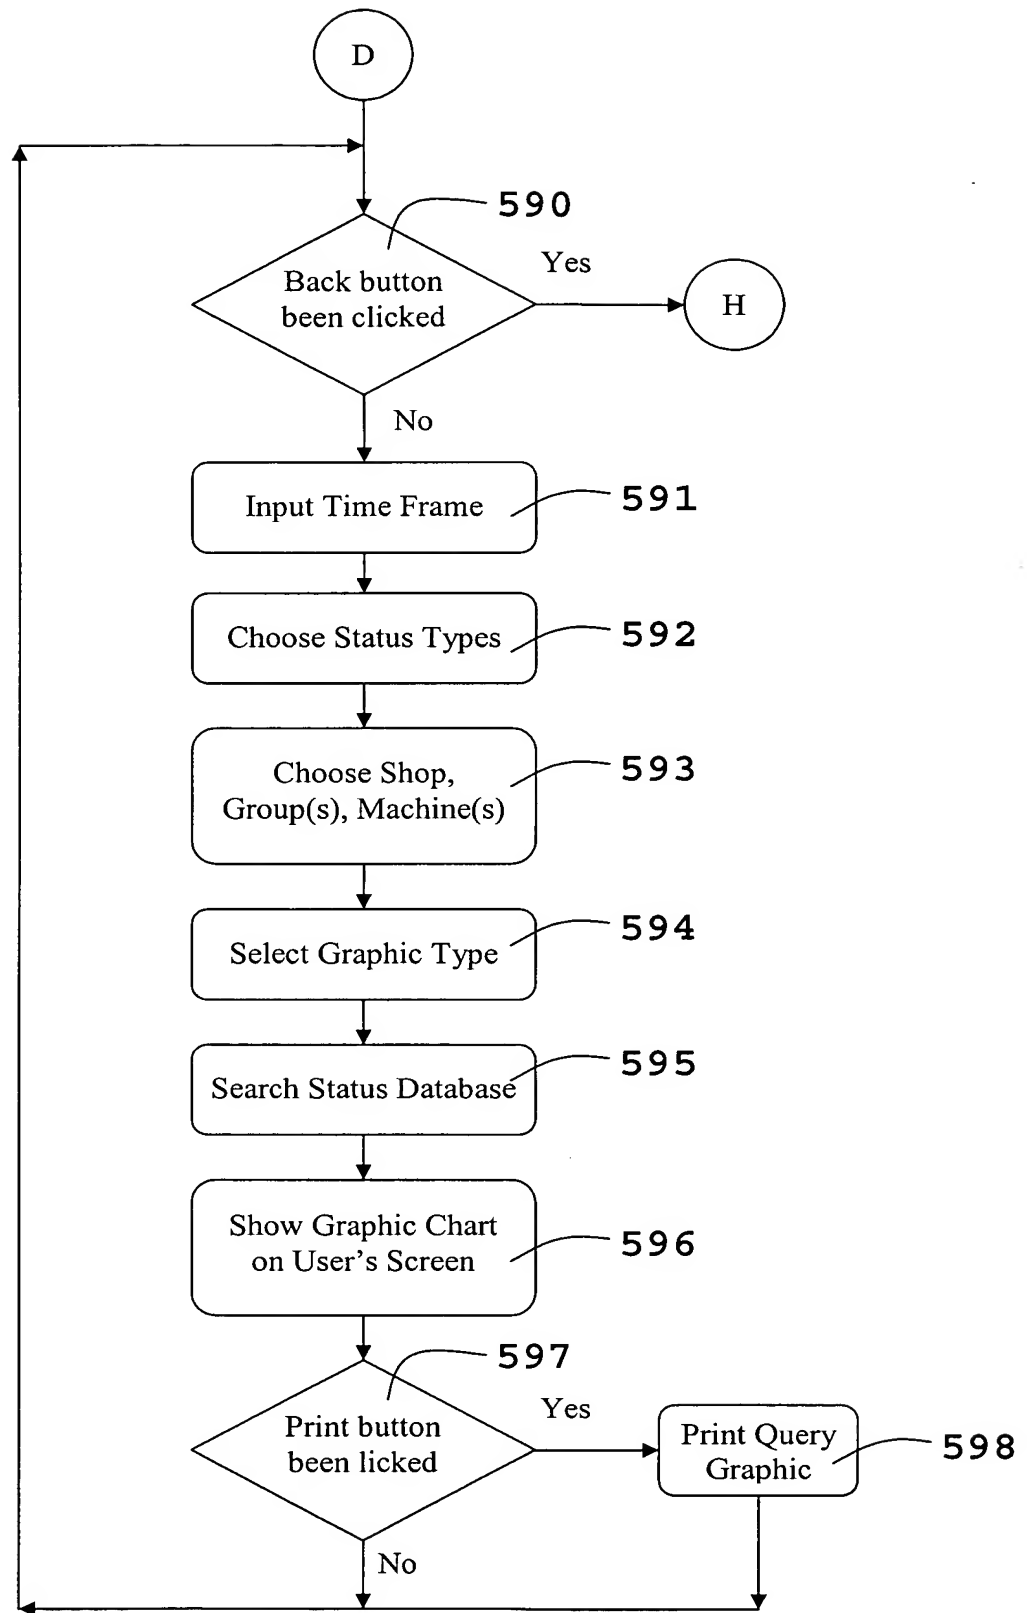 D
590
Back button
been clicked
Yes
H
No
Input Time Frame
591
Choose Status Types
592
Choose Shop,
Group(s), Machine(s)
593
Select Graphic Type
594
Search Status Database
595
Show Graphic Chart
on User's Screen
596
597
Print button
been licked
Yes
Print Query
Graphic
598
No